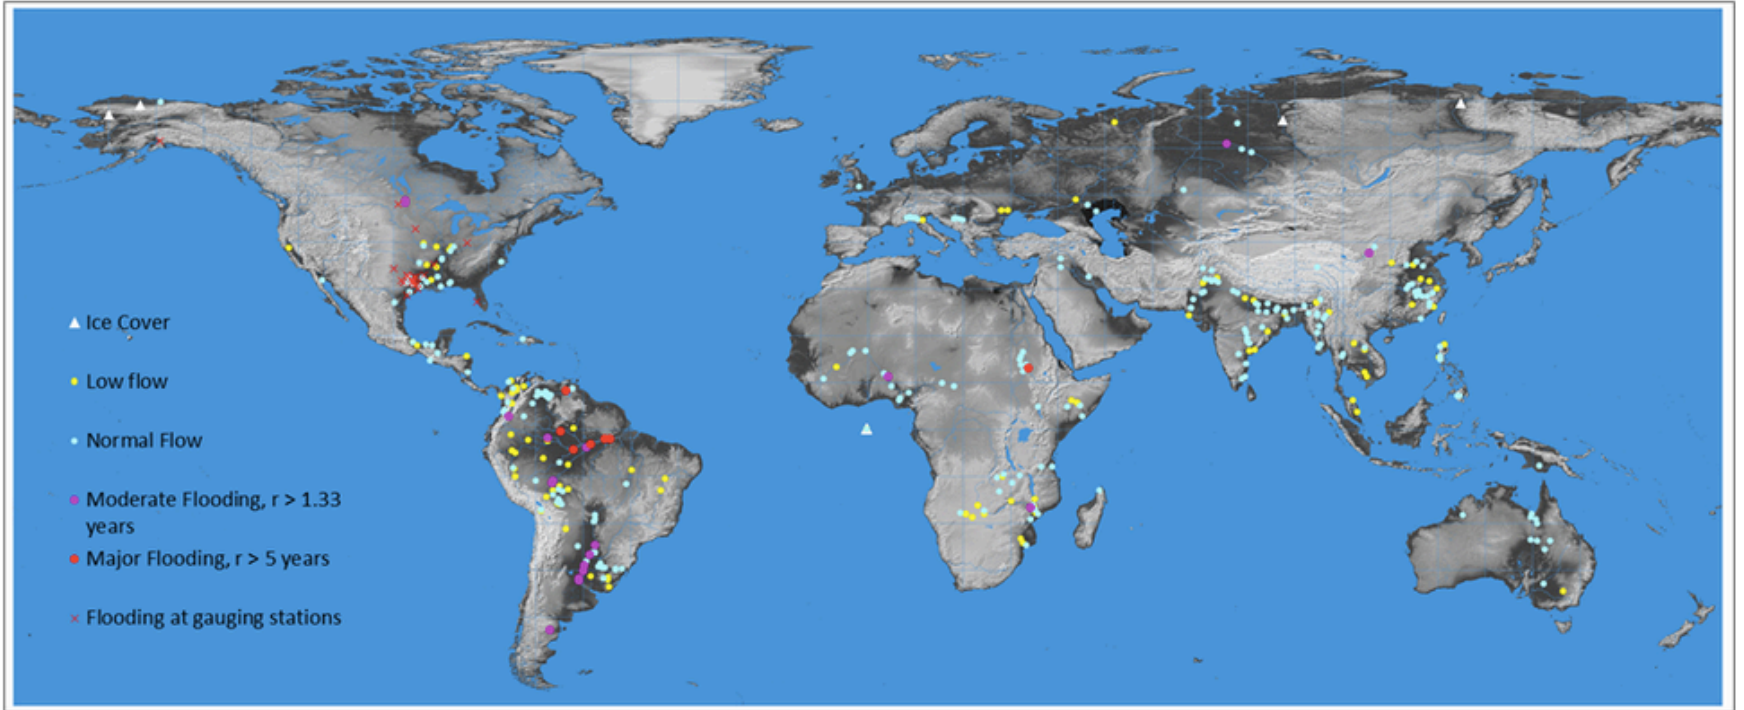 Ice Cover
Low flow
Normal Flow
Moderate Flooding, r > 1.33
years
Major Flooding, r > 5 years
Flooding at gauging stations